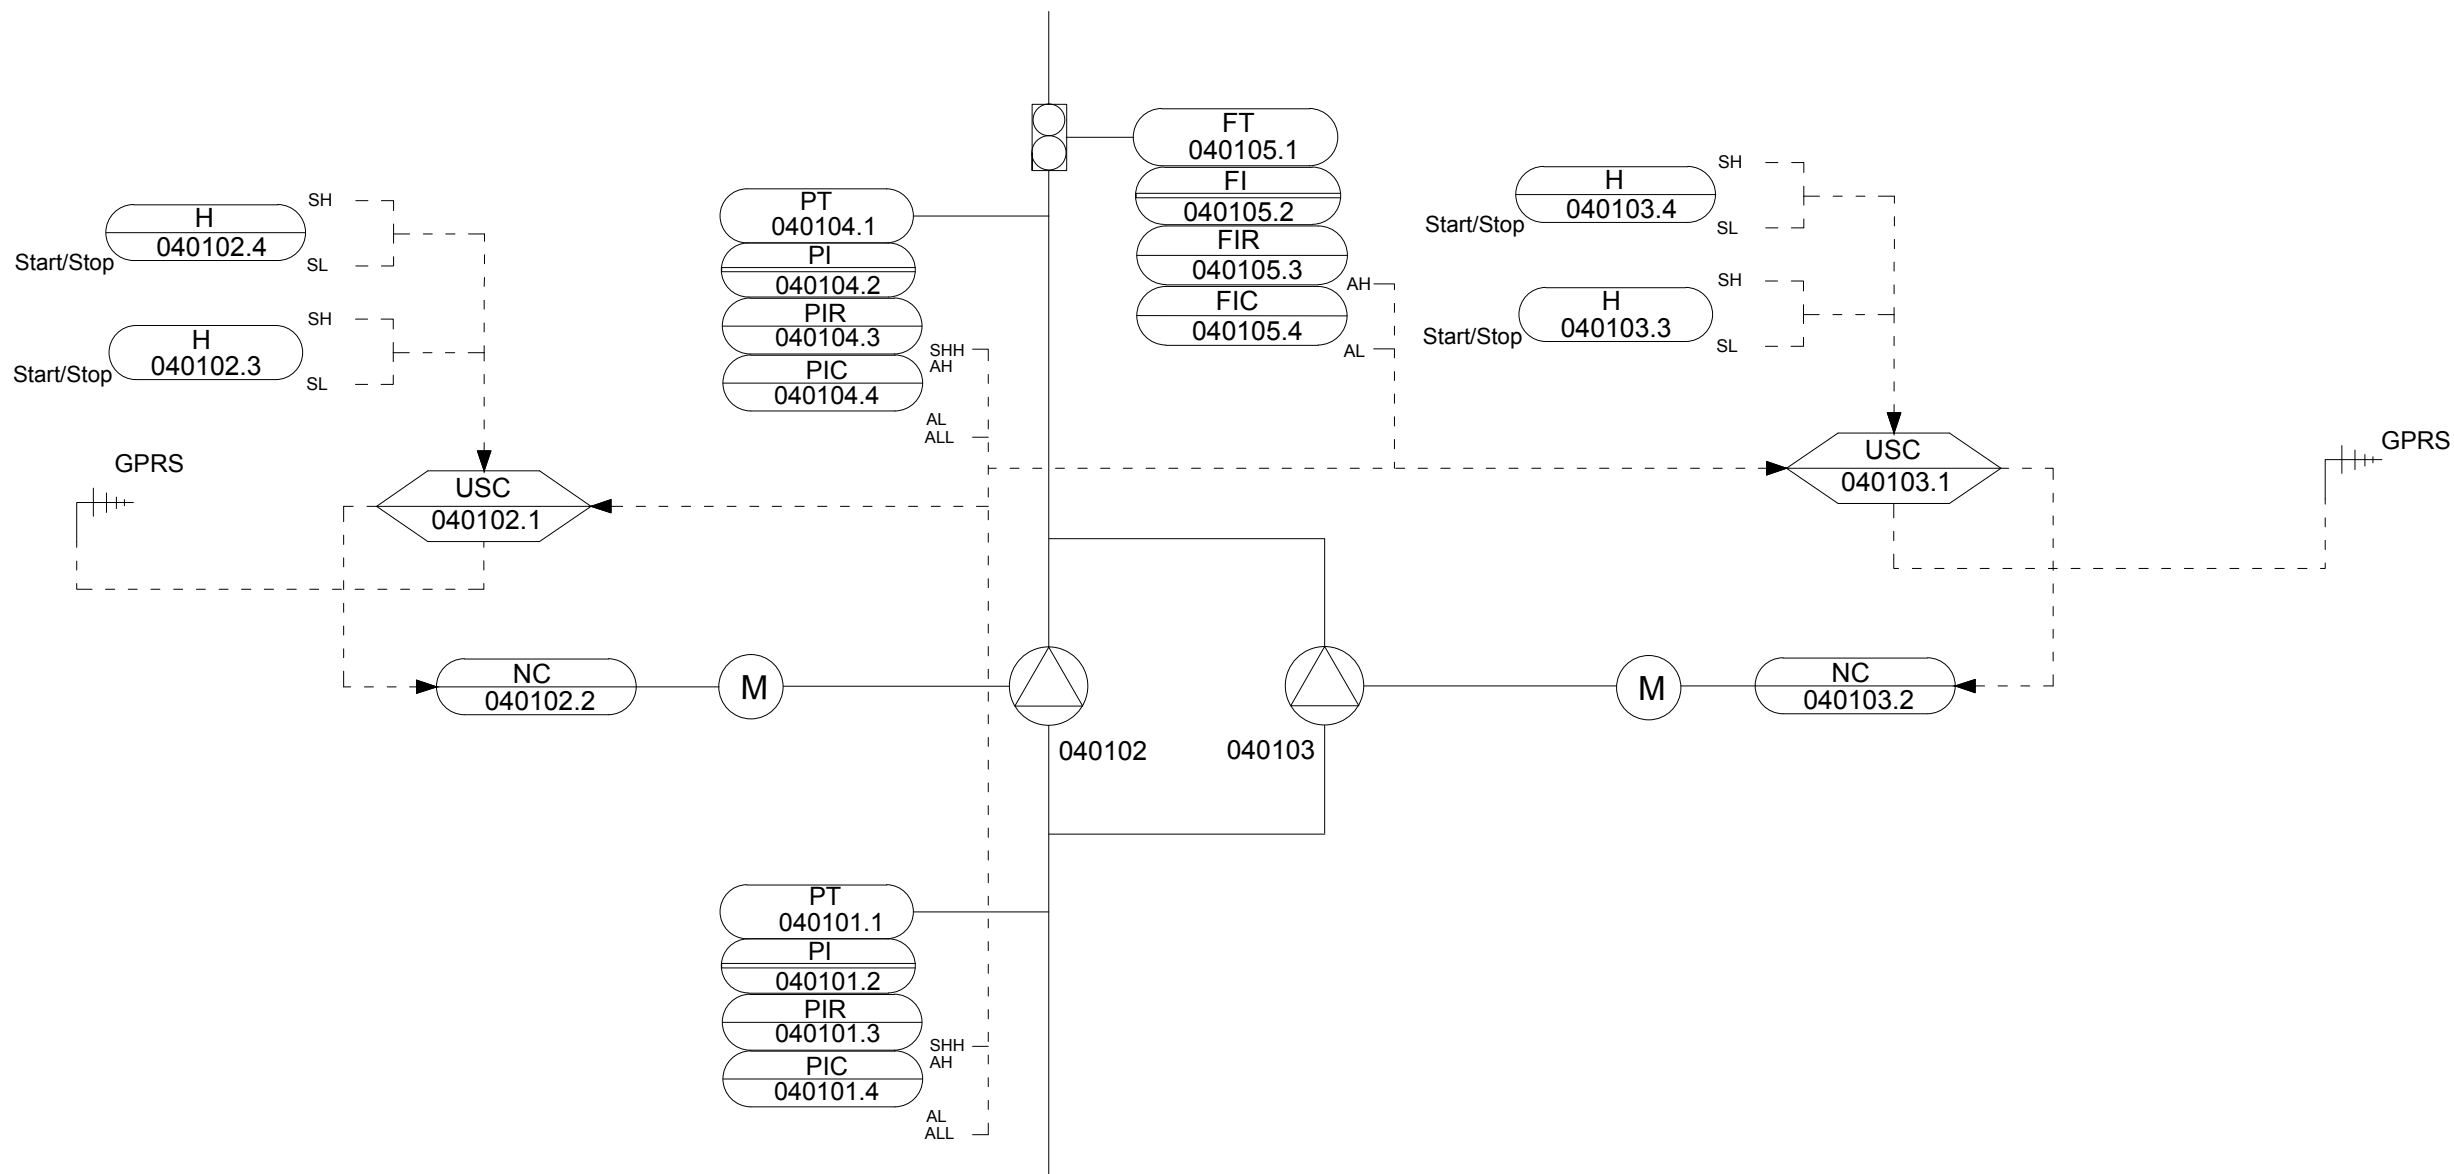 FT
040105.1
FI
040105.2
FIR
040105.3
FIC
040105.4
AH
AL
H
040103.4
Start/Stop
SH
SL
H
040103.3
Start/Stop
SH
SL
H
040102.4
Start/Stop
SH
SL
H
040102.3
Start/Stop
SH
SL
PT
040104.1
PI
040104.2
PIR
040104.3
PIC
040104.4
SHH
AH
AL
ALL
GPRS
USC
040102.1
USC
040103.1
GPRS
NC
040102.2
M
M
NC
040103.2
040102
040103
PT
040101.1
PI
040101.2
PIR
040101.3
PIC
040101.4
SHH
AH
AL
ALL